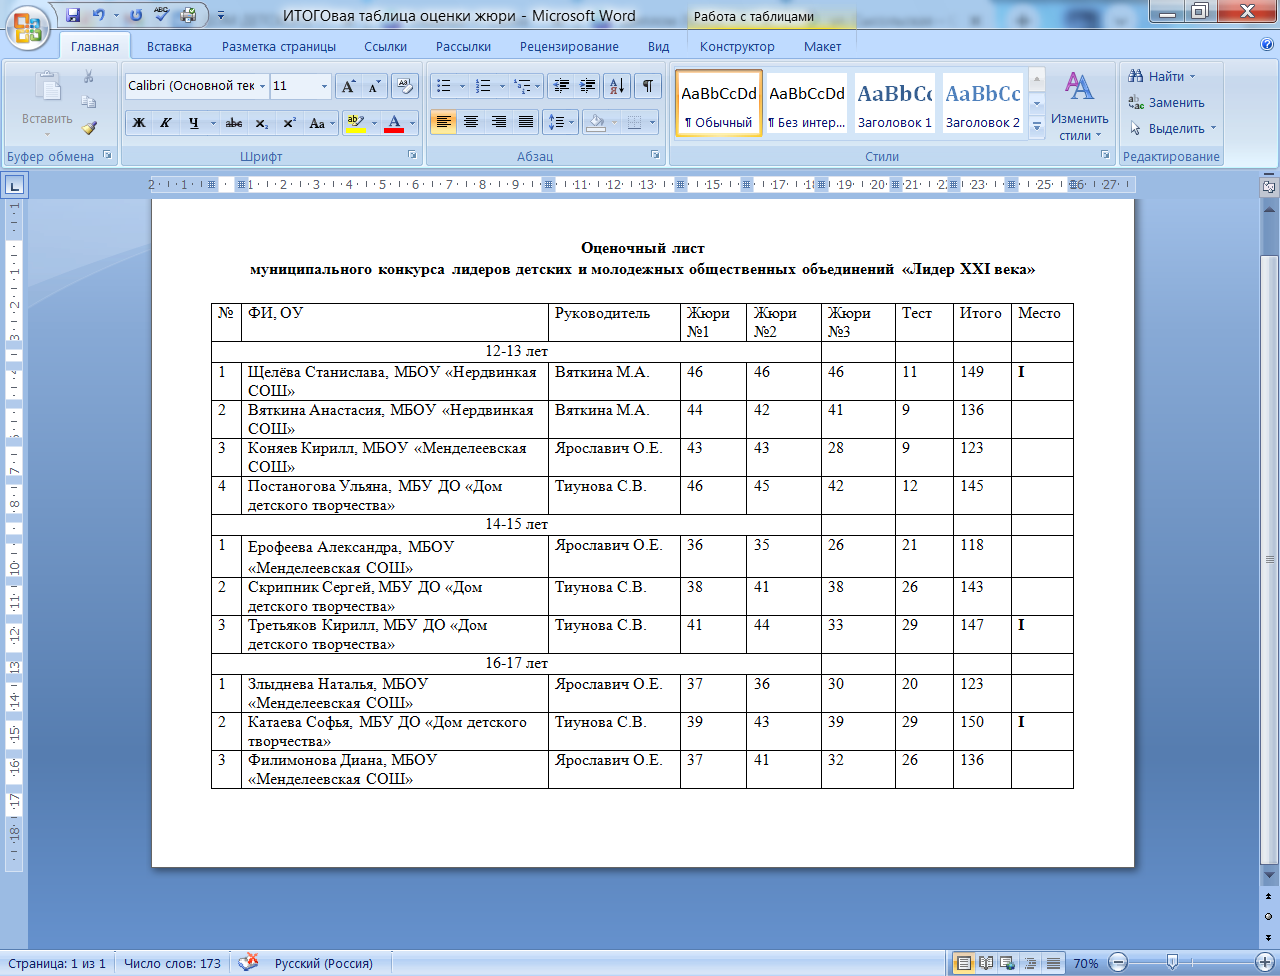 ИТОГОвая таблица оценки жюри - Microsoft Word
Работа с таблицами
Главная Вставка Разметка страницы Ссылки Рассылки Рецензирование Вид Конструктор Макет
Вставить
Буфер обмена
Calibri (Основной тек 11
Ж К Ч abc x₂ x² Aa ab А
Шрифт
Абзац
AaBbCcDd AaBbCcDd AaBbCc AaBbCc
¶ Обычный ¶ Без интер... Заголовок 1 Заголовок 2
Изменить стили
Стили
Найти
Заменить
Выделить
Редактирование
Оценочный лист
муниципального конкурса лидеров детских и молодежных общественных объединений «Лидер XXI века»
№ ФИ, ОУ Руководитель Жюри №1 Жюри №2 Жюри №3 Тест Итого Место
12-13 лет
1 Щелёва Станислава, МБОУ «Нердвинкая СОШ» Вяткина М.А. 46 46 46 11 149 I
2 Вяткина Анастасия, МБОУ «Нердвинкая СОШ» Вяткина М.А. 44 42 41 9 136
3 Коняев Кирилл, МБОУ «Менделеевская СОШ» Ярославич О.Е. 43 43 28 9 123
4 Постаногова Ульяна, МБУ ДО «Дом детского творчества» Тиунова С.В. 46 45 42 12 145
14-15 лет
1 Ерофеева Александра, МБОУ «Менделеевская СОШ» Ярославич О.Е. 36 35 26 21 118
2 Скрипник Сергей, МБУ ДО «Дом детского творчества» Тиунова С.В. 38 41 38 26 143
3 Третьяков Кирилл, МБУ ДО «Дом детского творчества» Тиунова С.В. 41 44 33 29 147 I
16-17 лет
1 Злыднева Наталья, МБОУ «Менделеевская СОШ» Ярославич О.Е. 37 36 30 20 123
2 Катаева Софья, МБУ ДО «Дом детского творчества» Тиунова С.В. 39 43 39 29 150 I
3 Филимонова Диана, МБОУ «Менделеевская СОШ» Ярославич О.Е. 37 41 32 26 136
Страница: 1 из 1 Число слов: 173 Русский (Россия) 70%